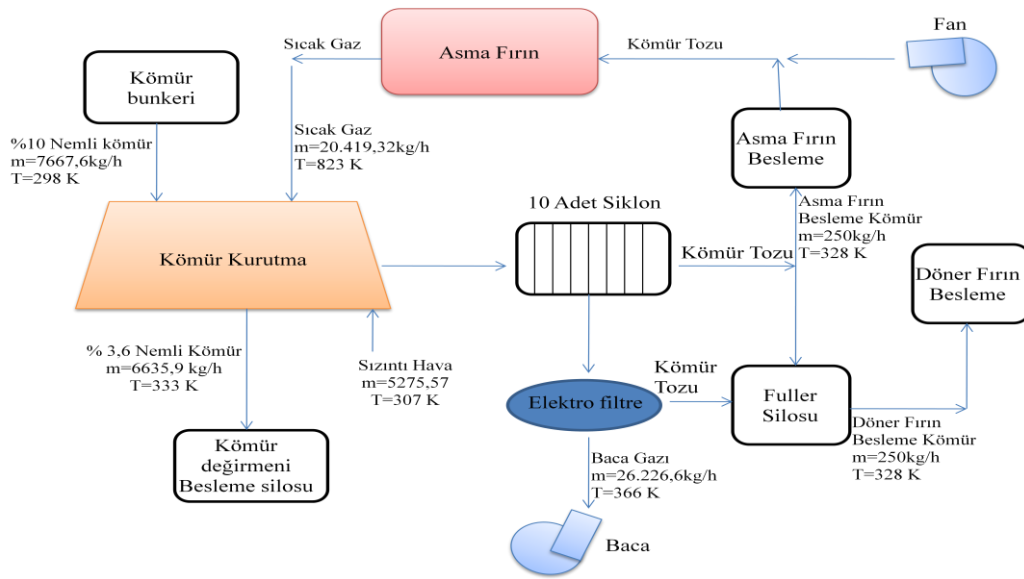 Fan
Sıcak Gaz
Asma Fırın
Kömür Tozu
Kömür
bunkeri
%10 Nemli kömür
m=7667,6kg/h
T=298 K
Sıcak Gaz
m=20.419,32kg/h
T=823 K
Asma Fırın
Besleme
10 Adet Siklon
Asma Fırın
Besleme Kömür
m=250kg/h
T=328 K
Kömür Kurutma
Kömür Tozu
Döner Fırın
Besleme
% 3,6 Nemli Kömür
m=6635,9 kg/h
T=333 K
Sızıntı Hava
m=5275,57
T=307 K
Kömür
Tozu
Elektro filtre
Fuller
Silosu
Döner Fırın
Besleme Kömür
m=250kg/h
T=328 K
Kömür
değirmeni
Besleme silosu
Baca Gazı
m=26.226,6kg/h
T=366 K
Baca